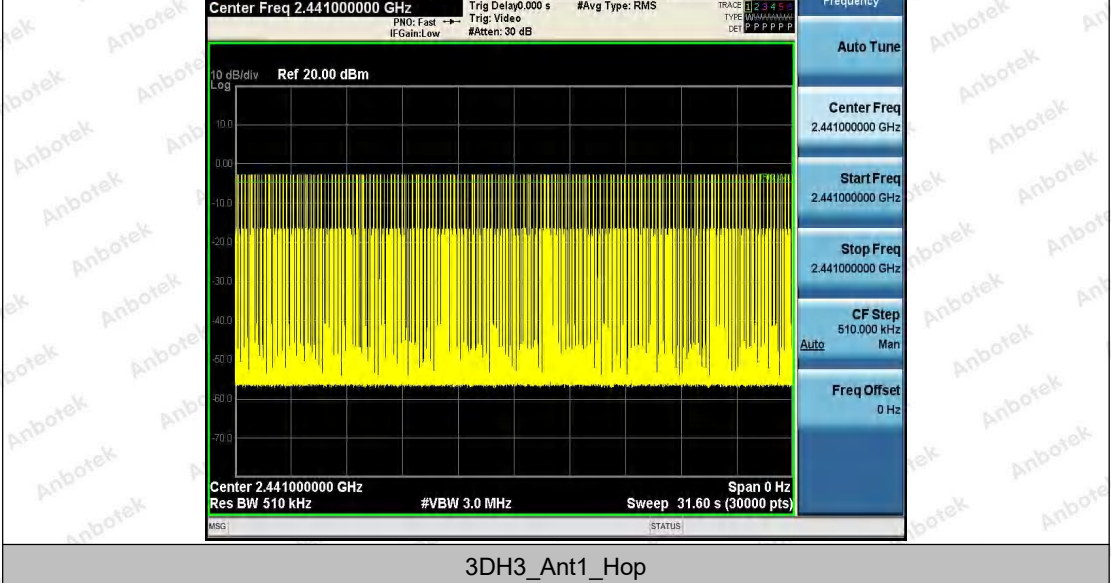 Center Freq 2.441000000 GHz
Trig Delay0.000 s
#Avg Type: RMS
TRACE 1 2 3 4 5 6
Frequency
PNO: Fast
Trig: Video
TYPE
IFGain:Low
#Atten: 30 dB
DET P P P P P P
Auto Tune
10 dB/div
Ref 20.00 dBm
Log
Center Freq
2.441000000 GHz
10.0
0.00
Start Freq
2.441000000 GHz
-10.0
-20.0
Stop Freq
2.441000000 GHz
-30.0
CF Step
510.000 kHz
Auto
Man
-40.0
-50.0
Freq Offset
0 Hz
-60.0
-70.0
Center 2.441000000 GHz
Span 0 Hz
Res BW 510 kHz
#VBW 3.0 MHz
Sweep 31.60 s (30000 pts)
MSG
STATUS
3DH3_Ant1_Hop
Anbotek